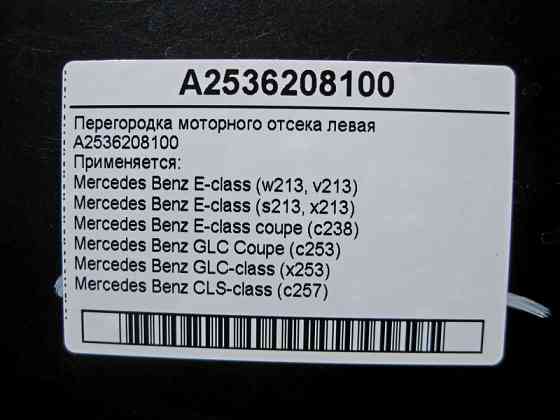 A2536208100
Перегородка моторного отсека левая
A2536208100
Применяется:
Mercedes Benz E-class (w213, v213)
Mercedes Benz E-class (s213, x213)
Mercedes Benz E-class coupe (c238)
Mercedes Benz GLC Coupe (c253)
Mercedes Benz GLC-class (x253)
Mercedes Benz CLS-class (c257)